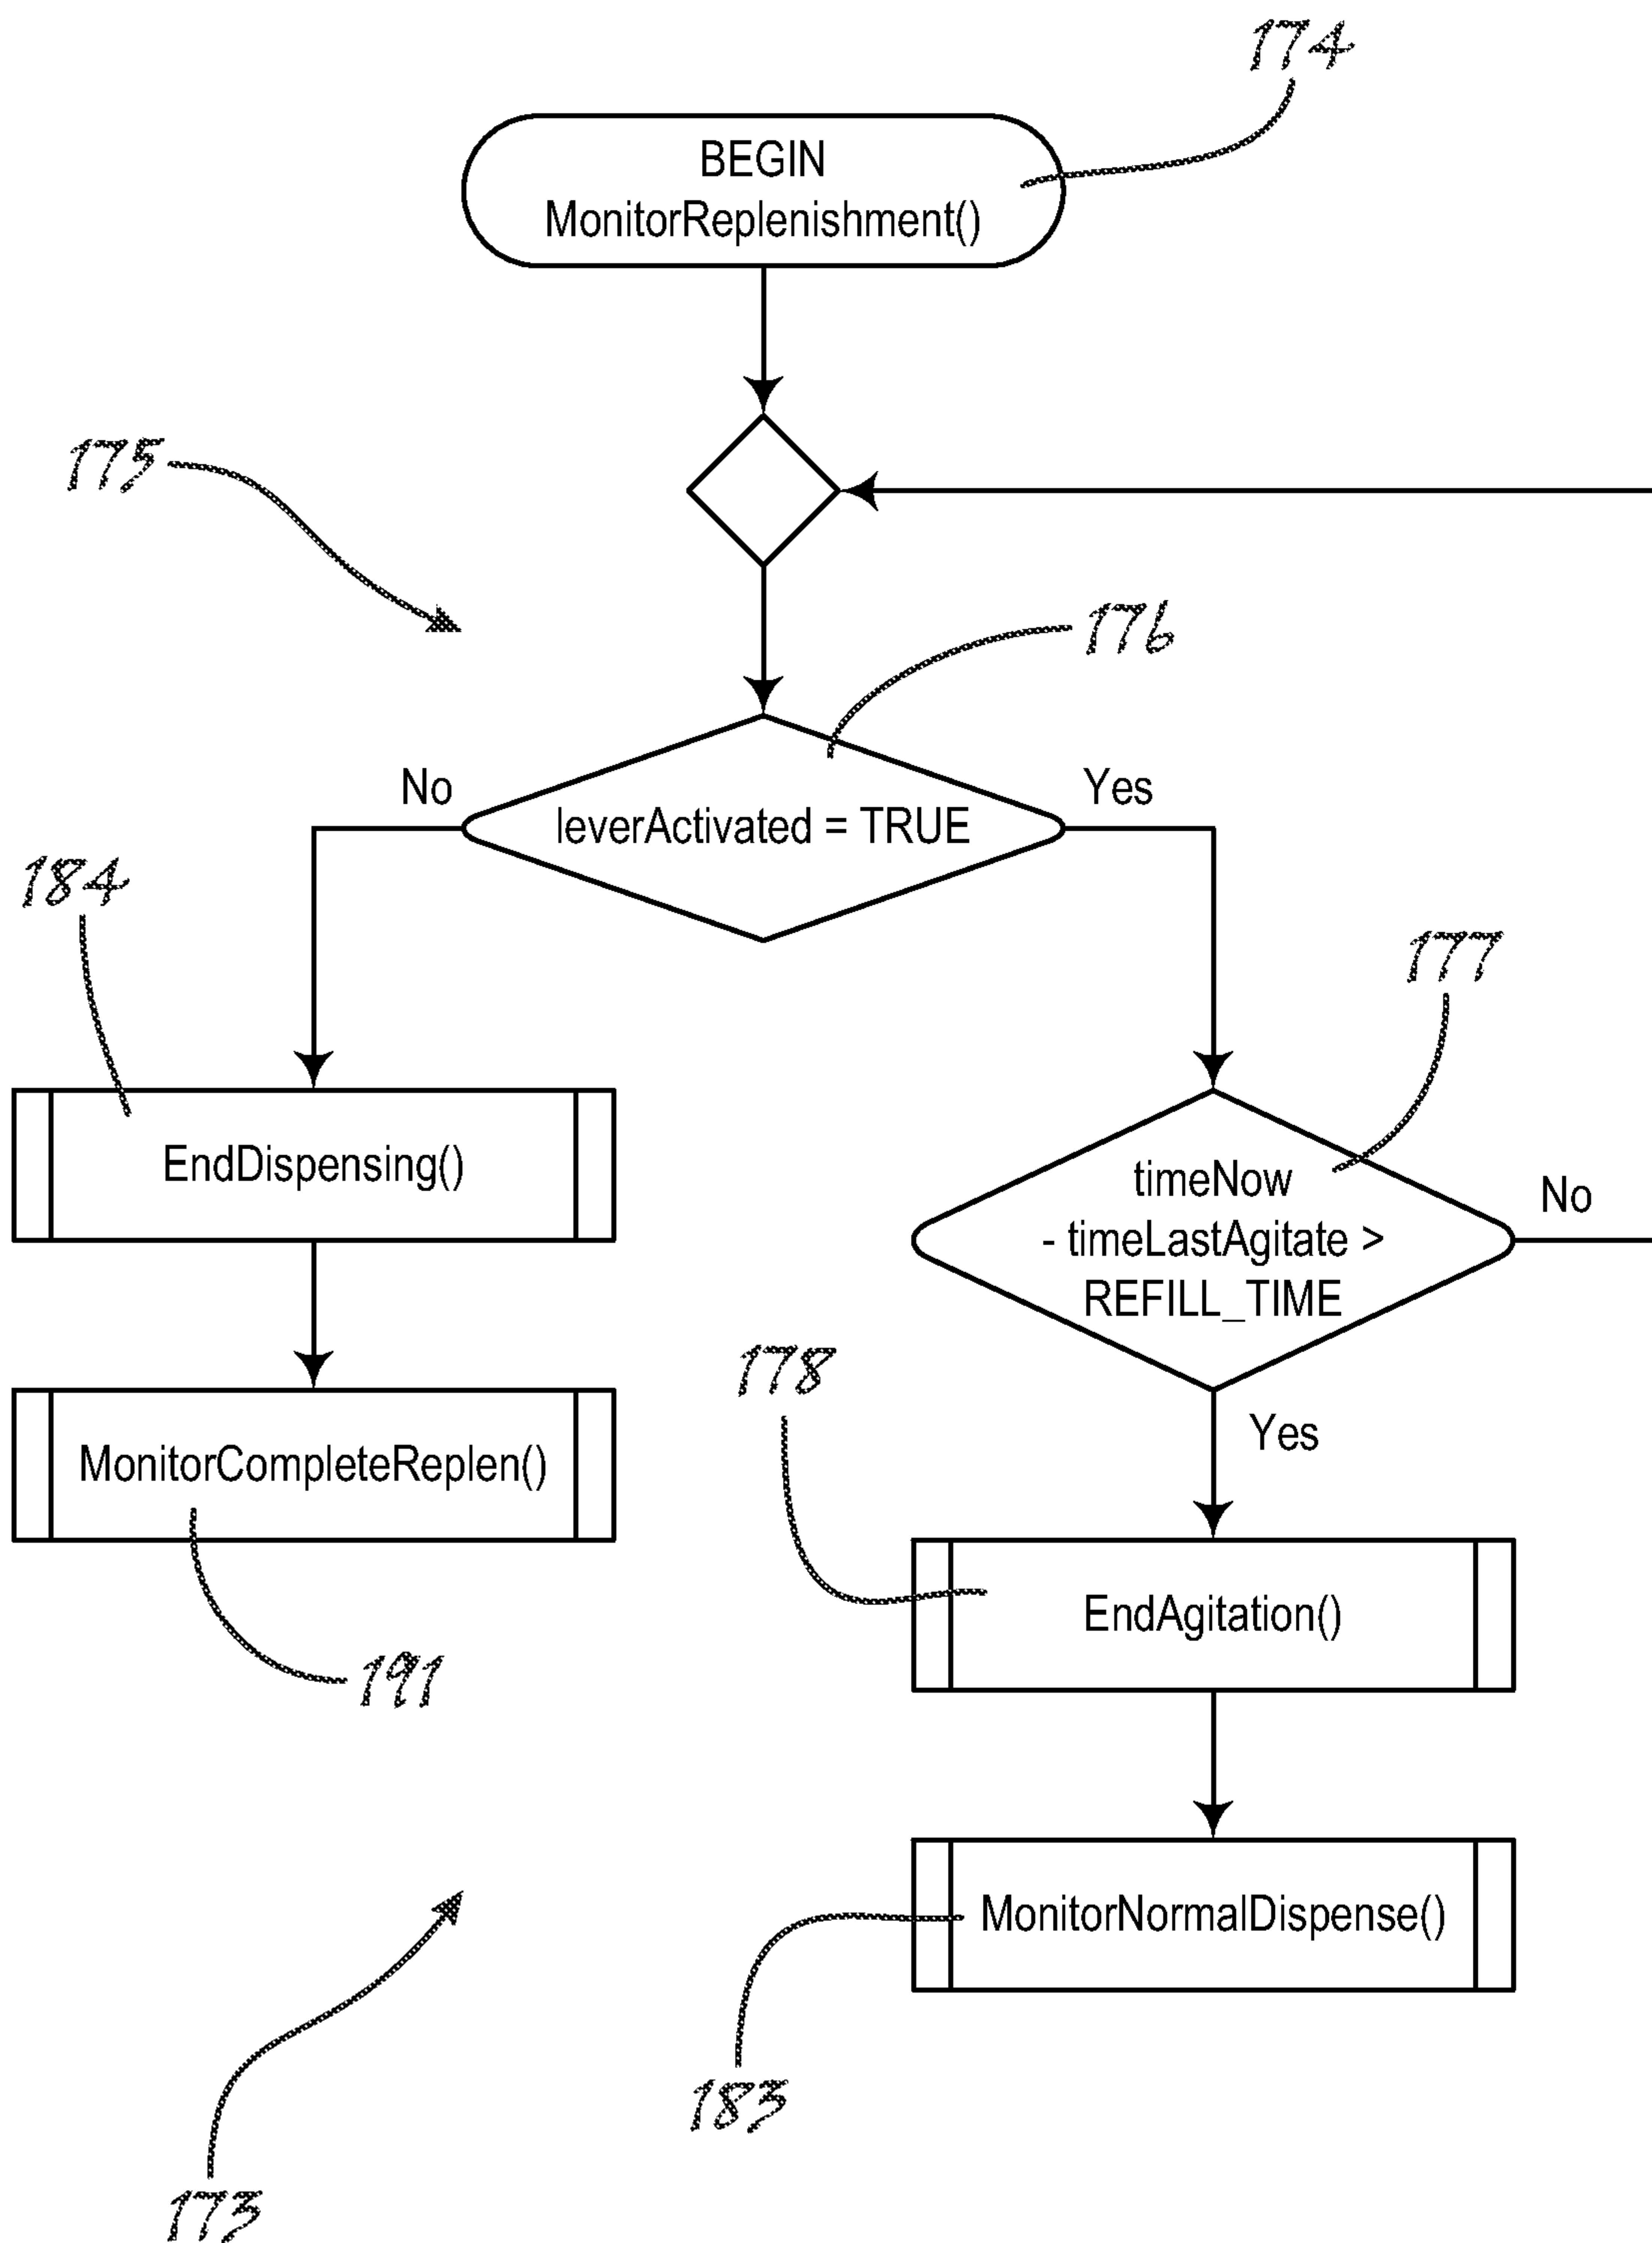 174
BEGIN
MonitorReplenishment()
175
176
No
Yes
leverActivated = TRUE
184
177
EndDispensing()
timeNow
- timeLastAgitate >
REFILL_TIME
No
178
Yes
MonitorCompleteReplen()
EndAgitation()
191
MonitorNormalDispense()
183
173